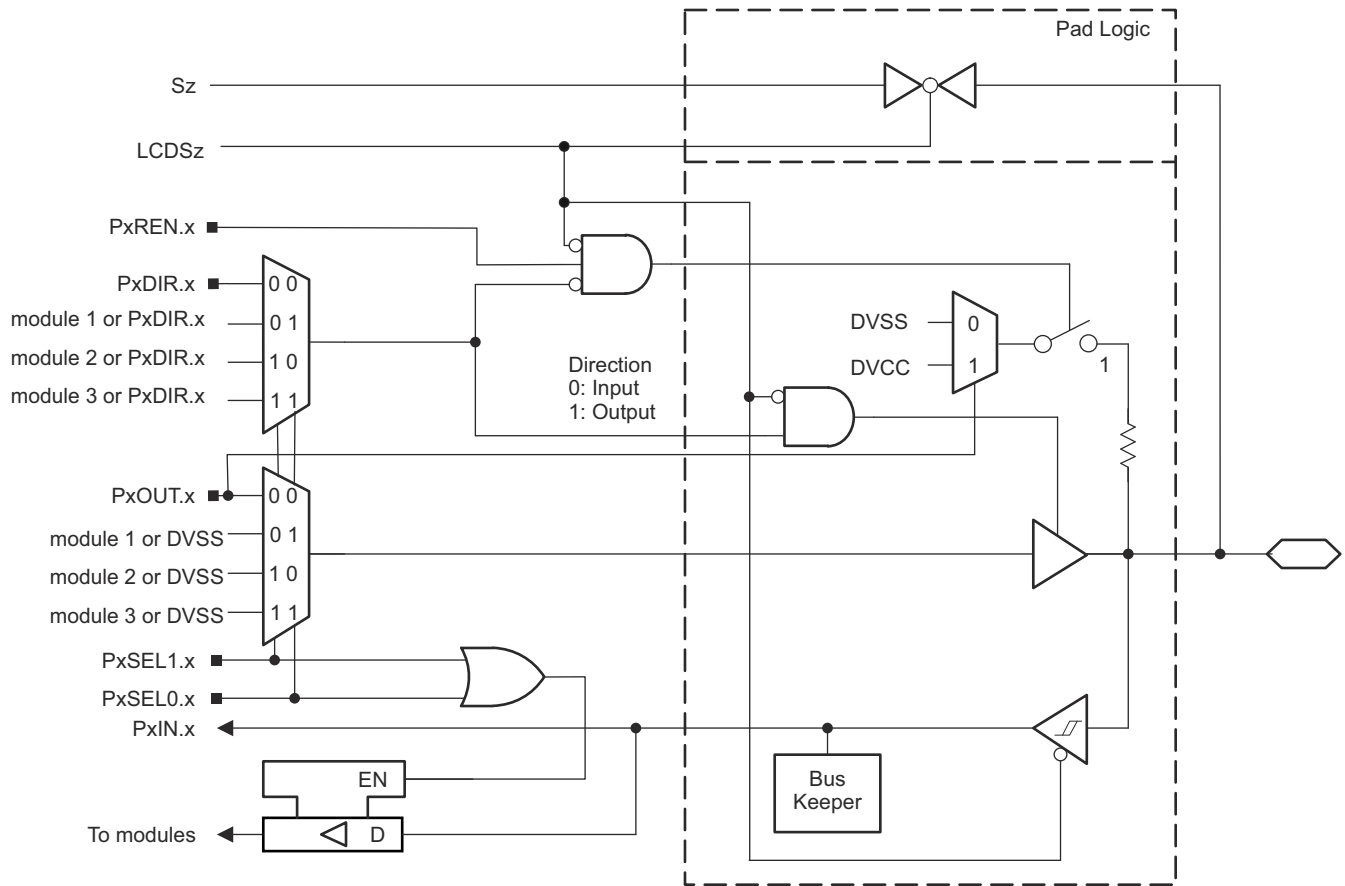 Pad Logic
Sz
LCDSz
PxREN.x
PxDIR.x
0 0
module 1 or PxDIR.x
0 1
module 2 or PxDIR.x
1 0
module 3 or PxDIR.x
1 1
Direction
0: Input
1: Output
DVSS
0
DVCC
1
1
PxOUT.x
0 0
module 1 or DVSS
0 1
module 2 or DVSS
1 0
module 3 or DVSS
1 1
PxSEL1.x
PxSEL0.x
PxIN.x
EN
Bus
Keeper
To modules
D